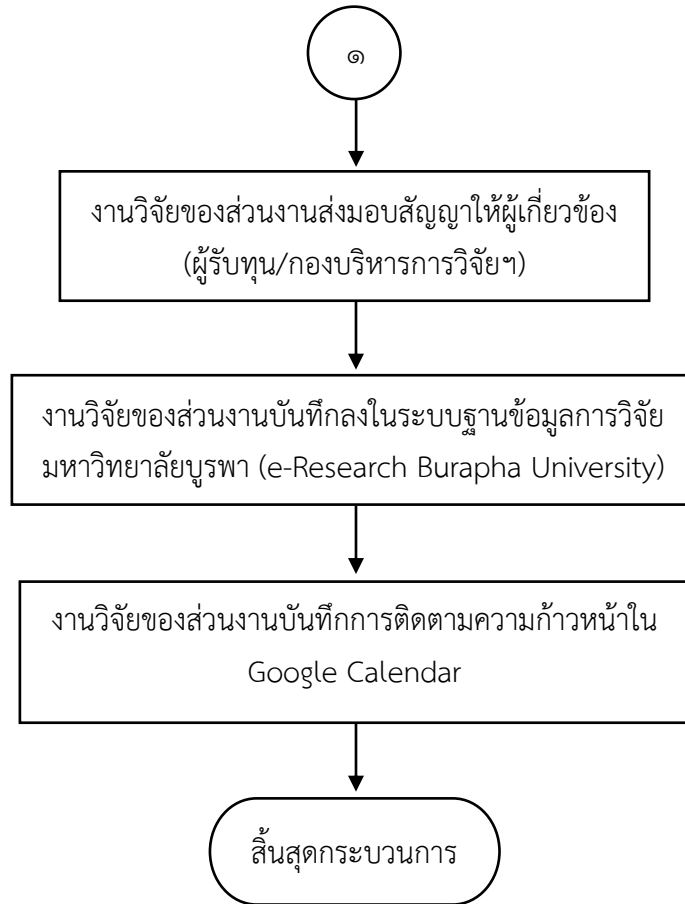 ๑
งานวิจัยของส่วนงานส่งมอบสัญญาให้ผู้เกี่ยวข้อง
(ผู้รับทุน/กองบริหารการวิจัยฯ)
งานวิจัยของส่วนงานบันทึกลงในระบบฐานข้อมูลการวิจัย
มหาวิทยาลัยบูรพา (e-Research Burapha University)
งานวิจัยของส่วนงานบันทึกการติดตามความก้าวหน้าใน
Google Calendar
สิ้นสุดกระบวนการ